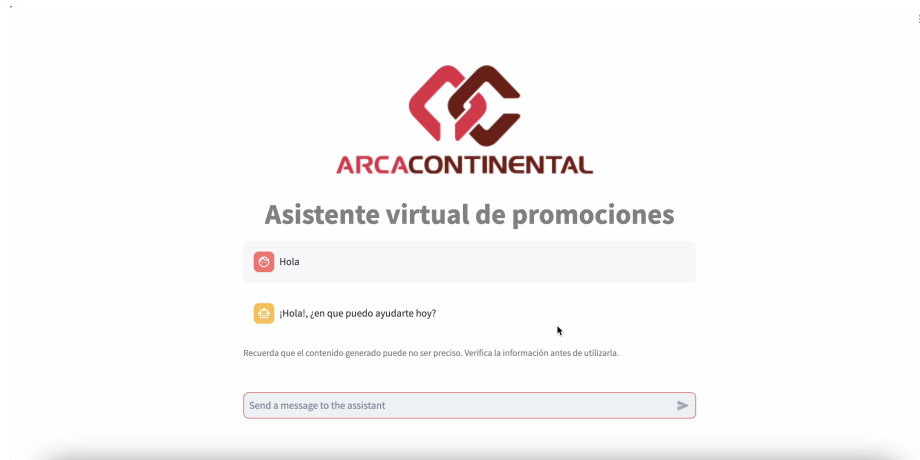 ARCACONTINENTAL
Asistente virtual de promociones
Hola
¡Hola!, ¿en que puedo ayudarte hoy?
Recuerda que el contenido generado puede no ser preciso. Verifica la información antes de utilizarla.
Send a message to the assistant